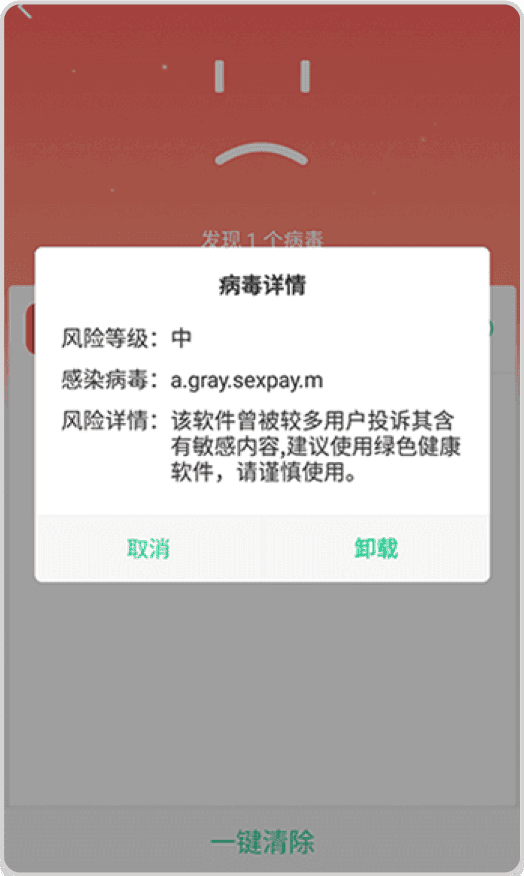 发现 1 个病毒
病毒详情
风险等级：中
感染病毒：a.gray.sexpay.m
风险详情：该软件曾被较多用户投诉其含
有敏感内容,建议使用绿色健康
软件，请谨慎使用。
取消 卸载
一键清除